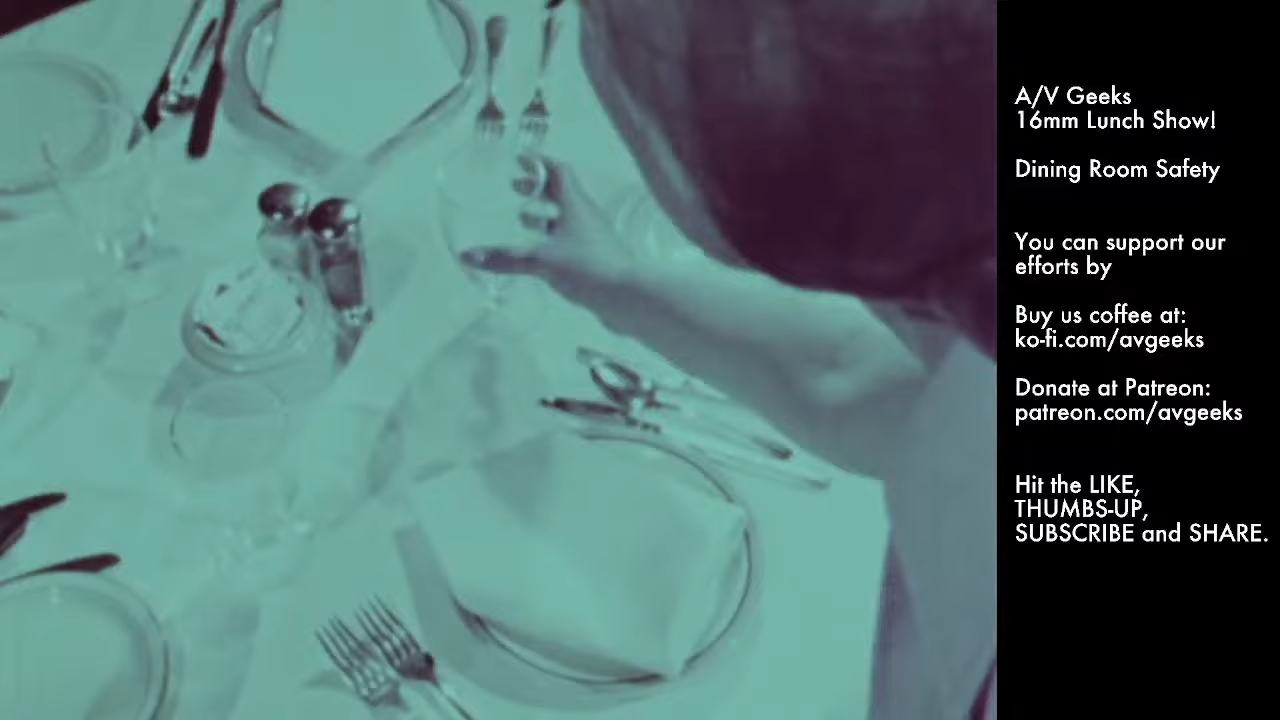 A/V Geeks
16mm Lunch Show!
Dining Room Safety
You can support our
efforts by
Buy us coffee at:
ko-fi.com/avgeeks
Donate at Patreon:
patreon.com/avgeeks
Hit the LIKE,
THUMBS-UP,
SUBSCRIBE and SHARE.